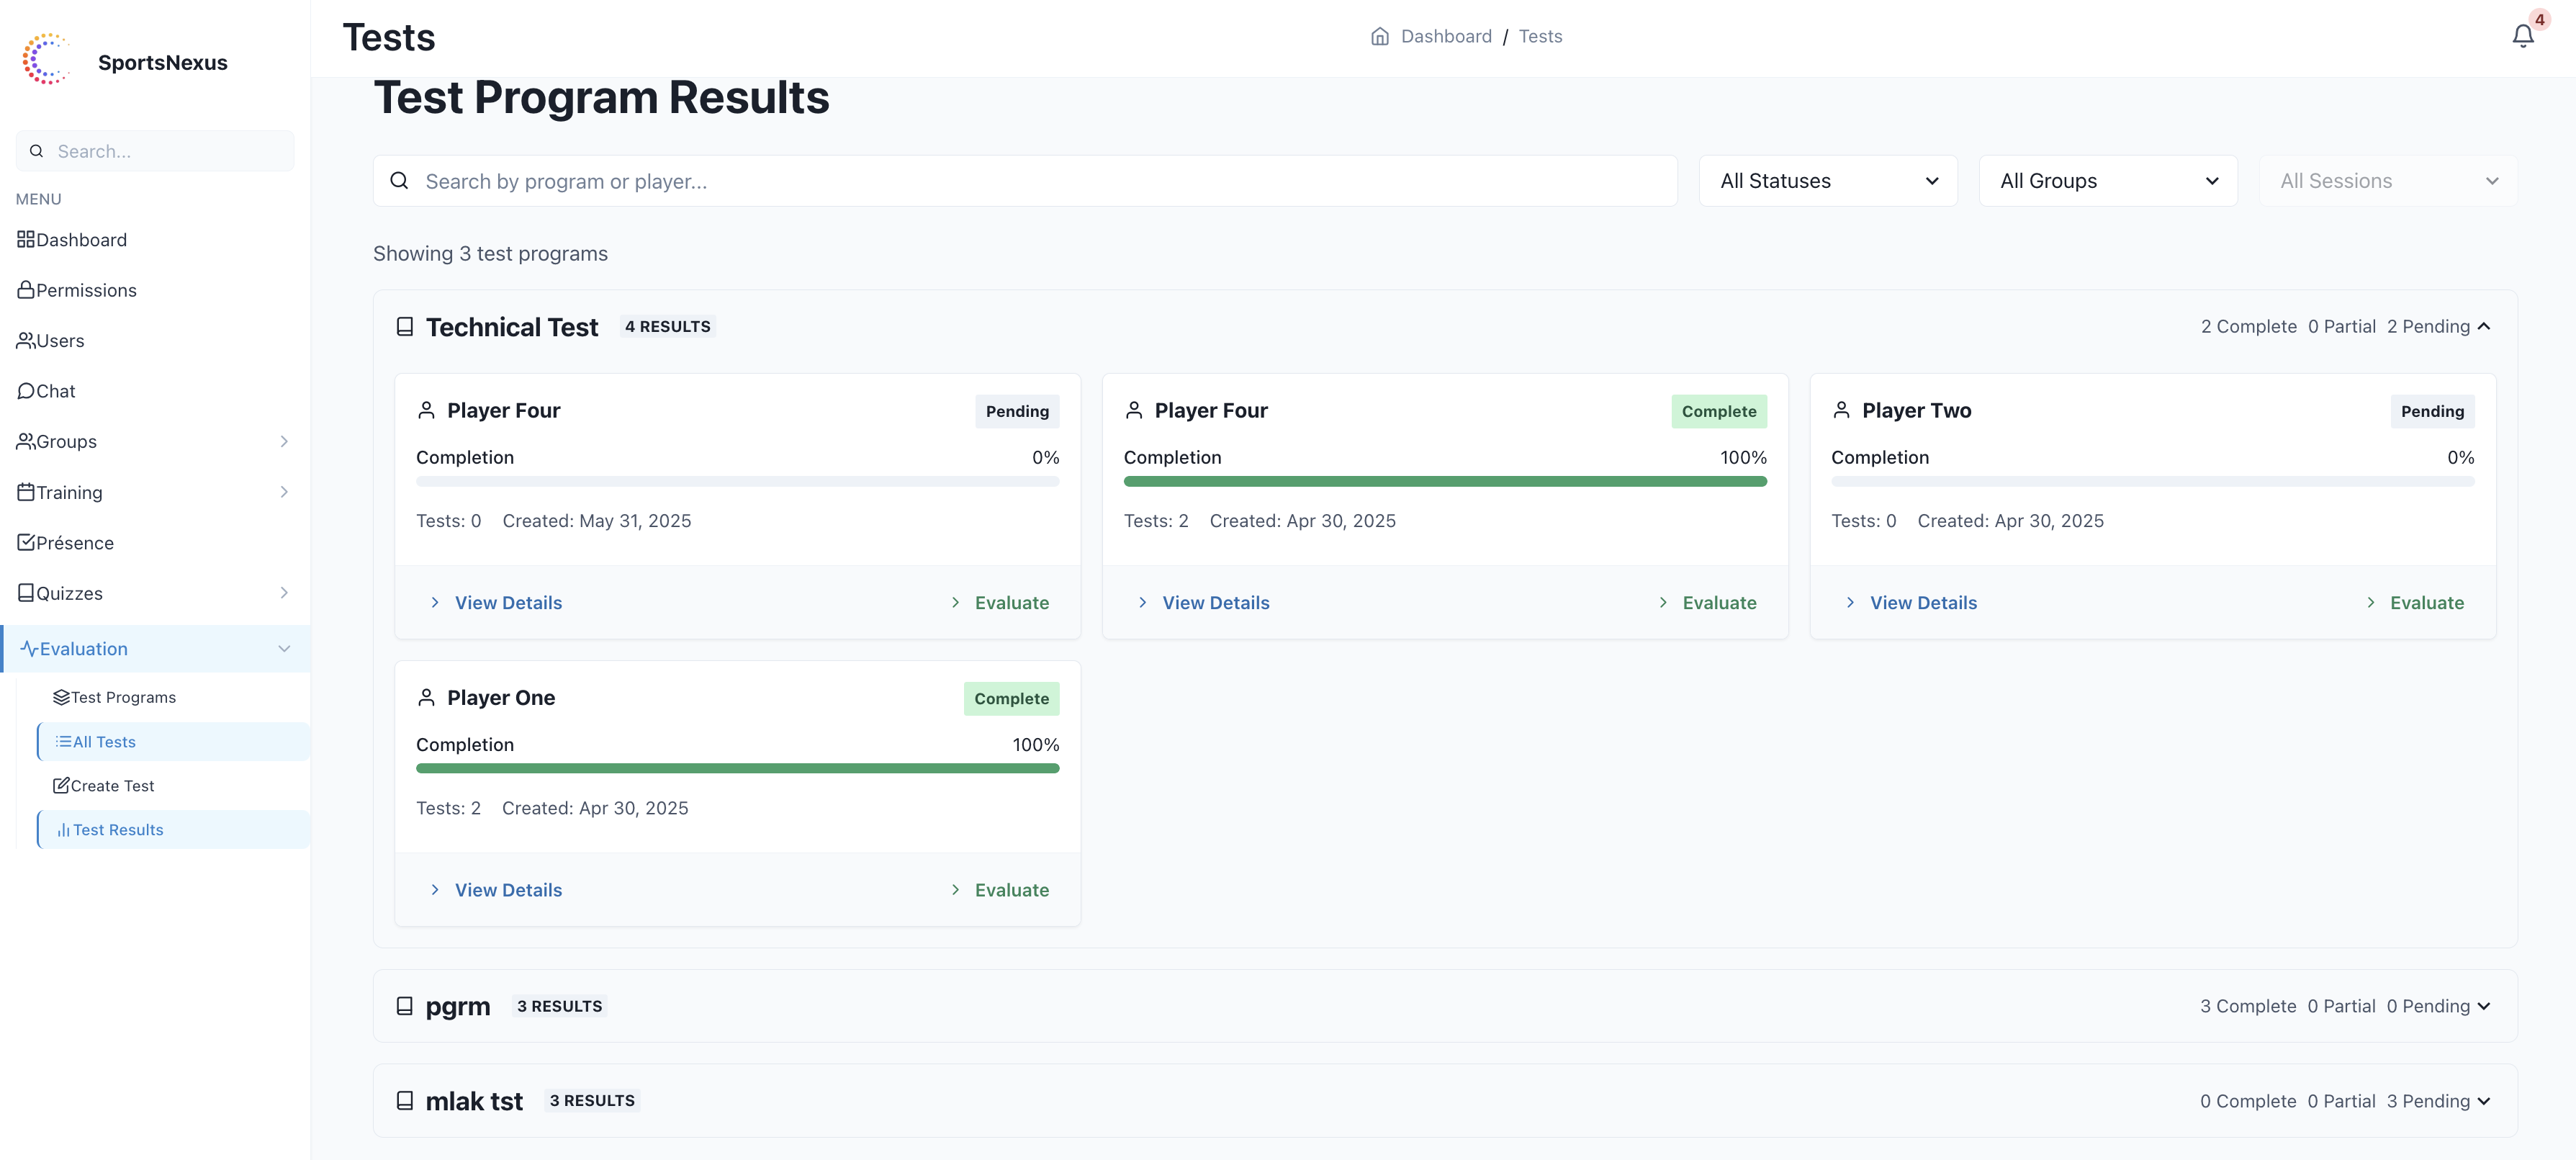 SportsNexus
Search...
MENU
Dashboard
Permissions
Users
Chat
Groups
Training
Présence
Quizzes
Evaluation
Test Programs
All Tests
Create Test
Test Results
Tests
Dashboard / Tests
4
Test Program Results
Search by program or player...
All Statuses
All Groups
All Sessions
Showing 3 test programs
Technical Test 4 RESULTS
2 Complete 0 Partial 2 Pending
Player Four Pending
Completion 0%
Tests: 0 Created: May 31, 2025
View Details Evaluate
Player Four Complete
Completion 100%
Tests: 2 Created: Apr 30, 2025
View Details Evaluate
Player Two Pending
Completion 0%
Tests: 0 Created: Apr 30, 2025
View Details Evaluate
Player One Complete
Completion 100%
Tests: 2 Created: Apr 30, 2025
View Details Evaluate
pgrm 3 RESULTS
3 Complete 0 Partial 0 Pending
mlak tst 3 RESULTS
0 Complete 0 Partial 3 Pending